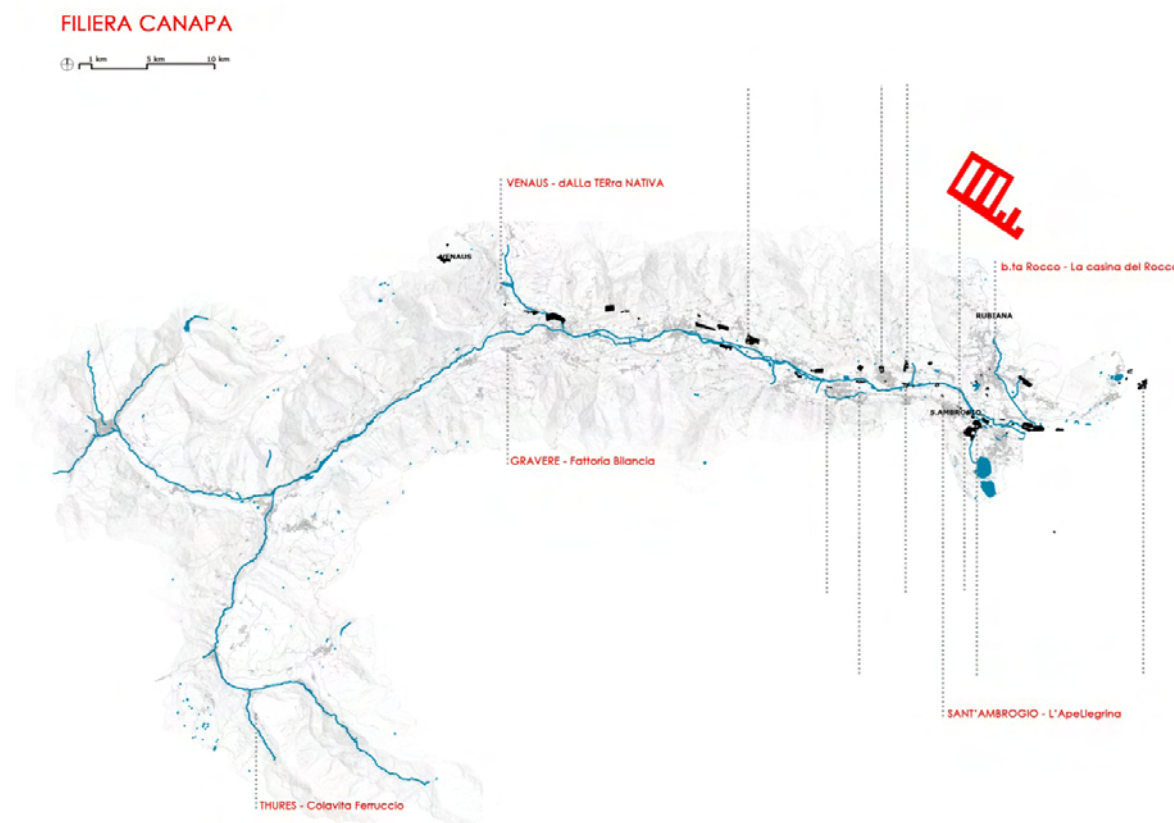 FILIERA CANAPA
1 km 5 km 10 km
VENAUS - dALLa TERra NATIVA
VENAUS
b.ta Rocco - La casina del Rocco
RUBIANA
S.AMBROGIO
GRAVERE - Fattoria Bilancia
SANT'AMBROGIO - L'ApeLlegrina
THURES - Colavita Ferruccio